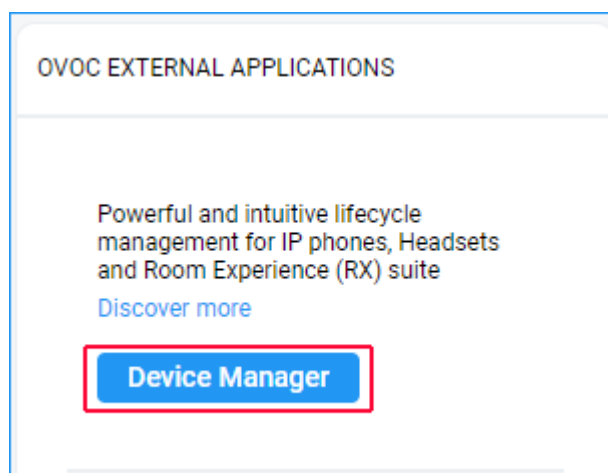 OVOC EXTERNAL APPLICATIONS
Powerful and intuitive lifecycle
management for IP phones, Headsets
and Room Experience (RX) suite
Discover more
Device Manager